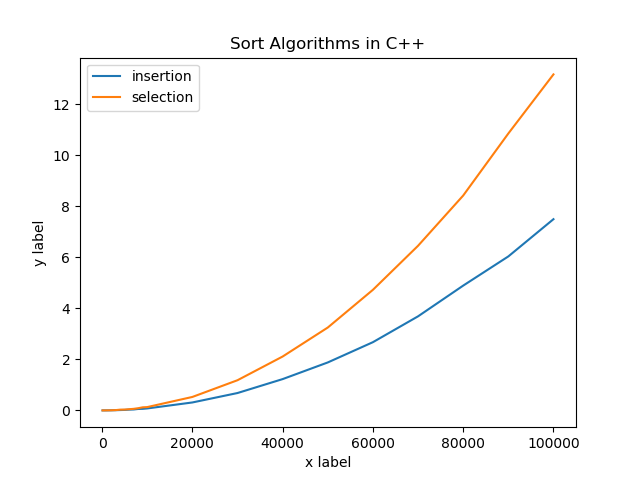 Sort Algorithms in C++
insertion
selection
y label
12
10
8
6
4
2
0
0 20000 40000 60000 80000 100000
x label